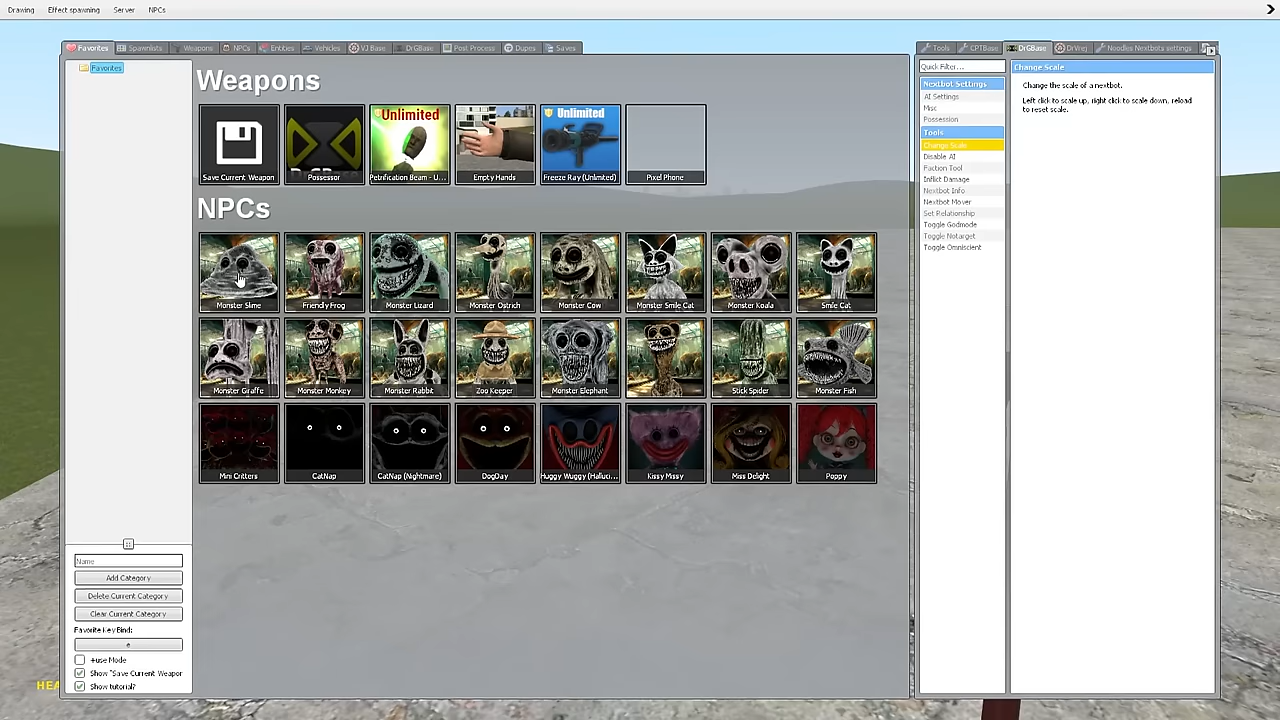 Drawing Effect spawning Server NPCs
Favorites Spawnlists Weapons NPCs Entities Vehicles VJ Base DrGBase Post Process Dupes Saves
Tools CPTBase DrGBase DrVrej Noodles Nextbots settings
Favorites
Weapons
Unlimited
Unlimited
Save Current Weapon Possessor Petrification Beam - U... Empty Hands Freeze Ray (Unlimited) Pixel Phone
NPCs
Monster Slime Friendly Frog Monster Lizard Monster Ostrich Monster Cow Monster Smile Cat Monster Koala Smile Cat
Monster Giraffe Monster Monkey Monster Rabbit Zoo Keeper Monster Elephant Stick Spider Monster Fish
Mini Critters CatNap CatNap (Nightmare) DogDay Huggy Wuggy (Halluci... Kissy Missy Miss Delight Poppy
Name
Add Category
Delete Current Category
Clear Current Category
Favorite Key Bind:
e
+use Mode
Show "Save Current Weapor
Show tutorial?
HEA
Quick Filter...
Nextbot Settings
AI Settings
Misc
Possession
Tools
Change Scale
Disable AI
Faction Tool
Inflict Damage
Nextbot Info
Nextbot Mover
Set Relationship
Toggle Godmode
Toggle Notarget
Toggle Omniscient
Change Scale
Change the scale of a nextbot.
Left click to scale up, right click to scale down, reload
to reset scale.